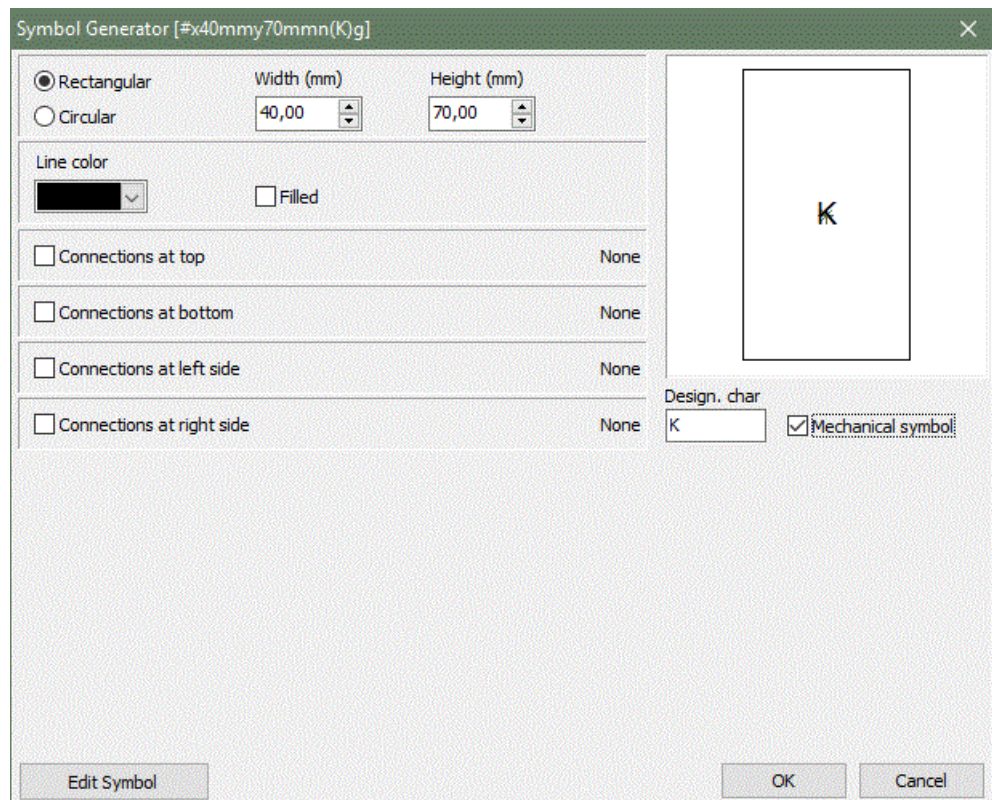 Symbol Generator [#x40mmy70mmn(K)g]
Rectangular Width (mm) Height (mm)
Circular 40,00 70,00
Line color
Filled
Connections at top None
Connections at bottom None
Connections at left side None
Connections at right side None
K
Design. char
K Mechanical symbol
Edit Symbol OK Cancel